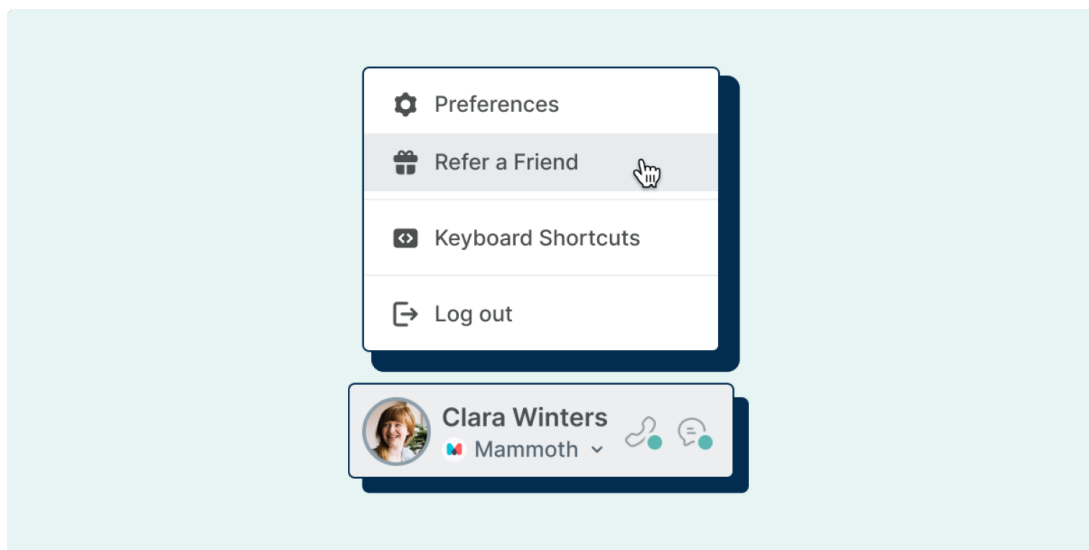 Preferences
Refer a Friend
Keyboard Shortcuts
Log out
Clara Winters
Mammoth